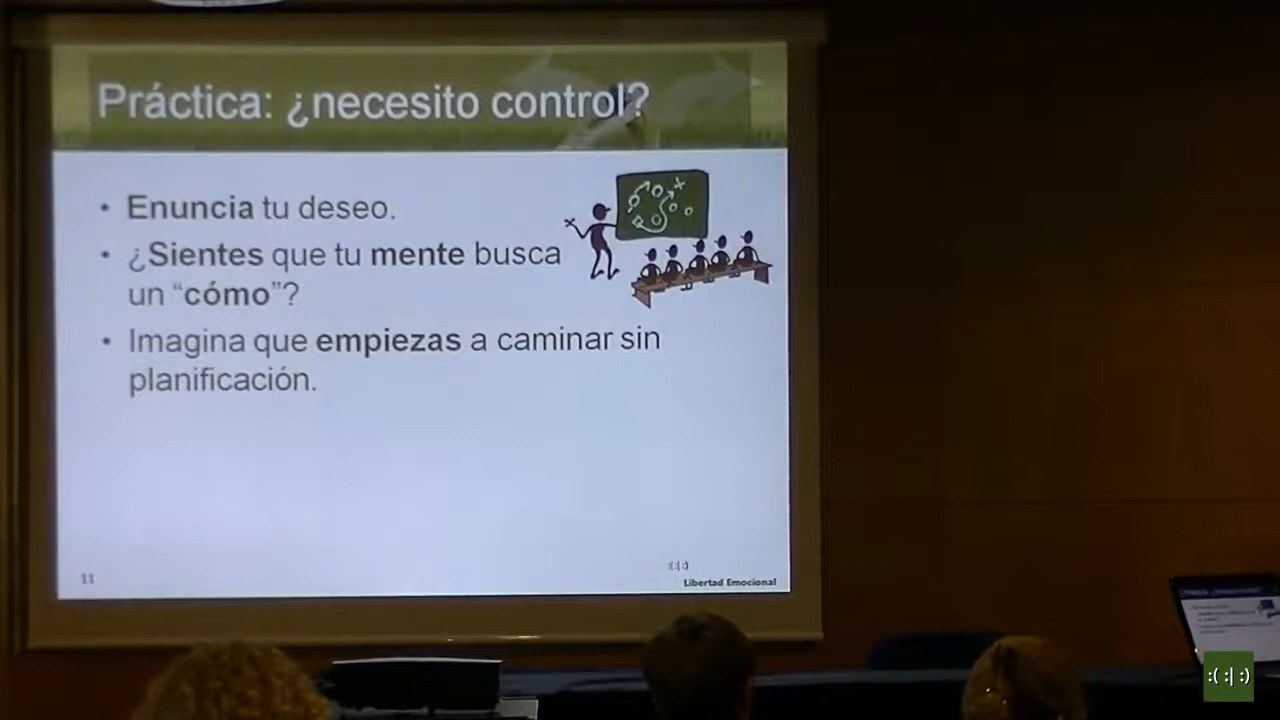 Práctica: ¿necesito control?
• Enuncia tu deseo.
• ¿Sientes que tu mente busca
un “cómo”?
• Imagina que empiezas a caminar sin
planificación.
11
:(:|:)
Libertad Emocional
:( :| :)